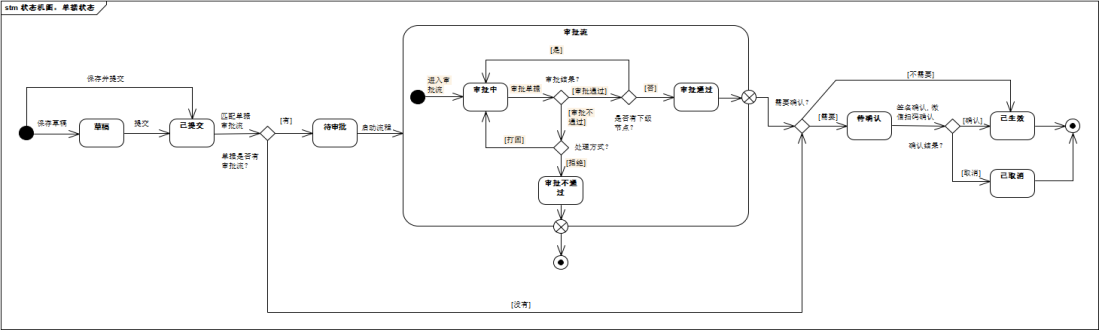 stm 状态机图：单据状态
保存并提交
保存草稿
草稿
提交
已提交
匹配单据
审批流
单据是否有
审批流？
[有]
[没有]
待审批
启动流程
审批流
进入审
批流
审批中
审批单据
审批结果？
[审批通过]
[是]
[否]
是否有下级
节点？
审批通过
[审批不
通过]
[打回]
处理方式？
[拒绝]
审批不通
过
需要确认？
[不需要]
[需要]
待确认
签名确认，微
信扫码确认
[确认]
确认结果？
已生效
[取消]
已取消